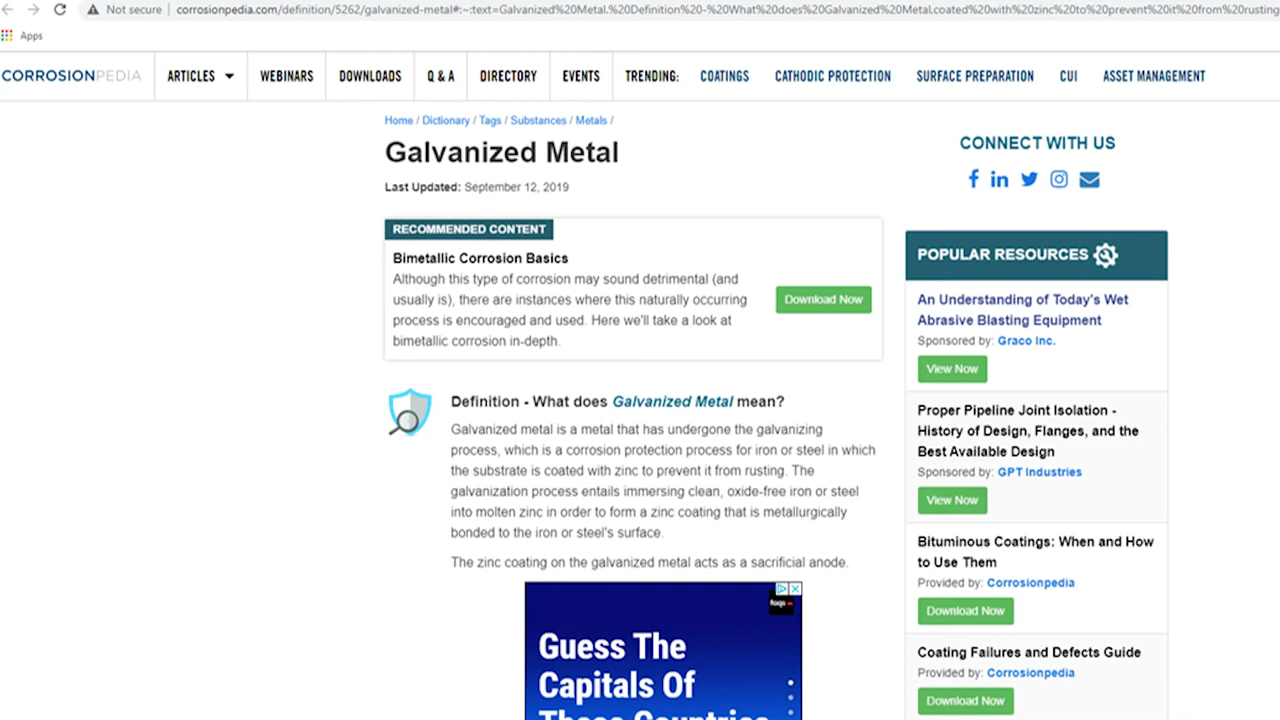 Not secure | corrosionpedia.com/definition/5262/galvanized-metal#:~:text=Galvanized%20Metal.%20Definition%20-%20What%20does%20Galvanized%20Metal,coated%20with%20zinc%20to%20prevent%20it%20from%20rusting
Apps
CORROSIONPEDIA ARTICLES WEBINARS DOWNLOADS Q & A DIRECTORY EVENTS TRENDING: COATINGS CATHODIC PROTECTION SURFACE PREPARATION CUI ASSET MANAGEMENT
Home / Dictionary / Tags / Substances / Metals /
Galvanized Metal
Last Updated: September 12, 2019
RECOMMENDED CONTENT
Bimetallic Corrosion Basics
Although this type of corrosion may sound detrimental (and
usually is), there are instances where this naturally occurring
process is encouraged and used. Here we'll take a look at
bimetallic corrosion in-depth.
Download Now
Definition - What does Galvanized Metal mean?
Galvanized metal is a metal that has undergone the galvanizing
process, which is a corrosion protection process for iron or steel in which
the substrate is coated with zinc to prevent it from rusting. The
galvanization process entails immersing clean, oxide-free iron or steel
into molten zinc in order to form a zinc coating that is metallurgically
bonded to the iron or steel's surface.
The zinc coating on the galvanized metal acts as a sacrificial anode.
Guess The
Capitals Of
These Countries
CONNECT WITH US
POPULAR RESOURCES
An Understanding of Today's Wet
Abrasive Blasting Equipment
Sponsored by: Graco Inc.
View Now
Proper Pipeline Joint Isolation -
History of Design, Flanges, and the
Best Available Design
Sponsored by: GPT Industries
View Now
Bituminous Coatings: When and How
to Use Them
Provided by: Corrosionpedia
Download Now
Coating Failures and Defects Guide
Provided by: Corrosionpedia
Download Now